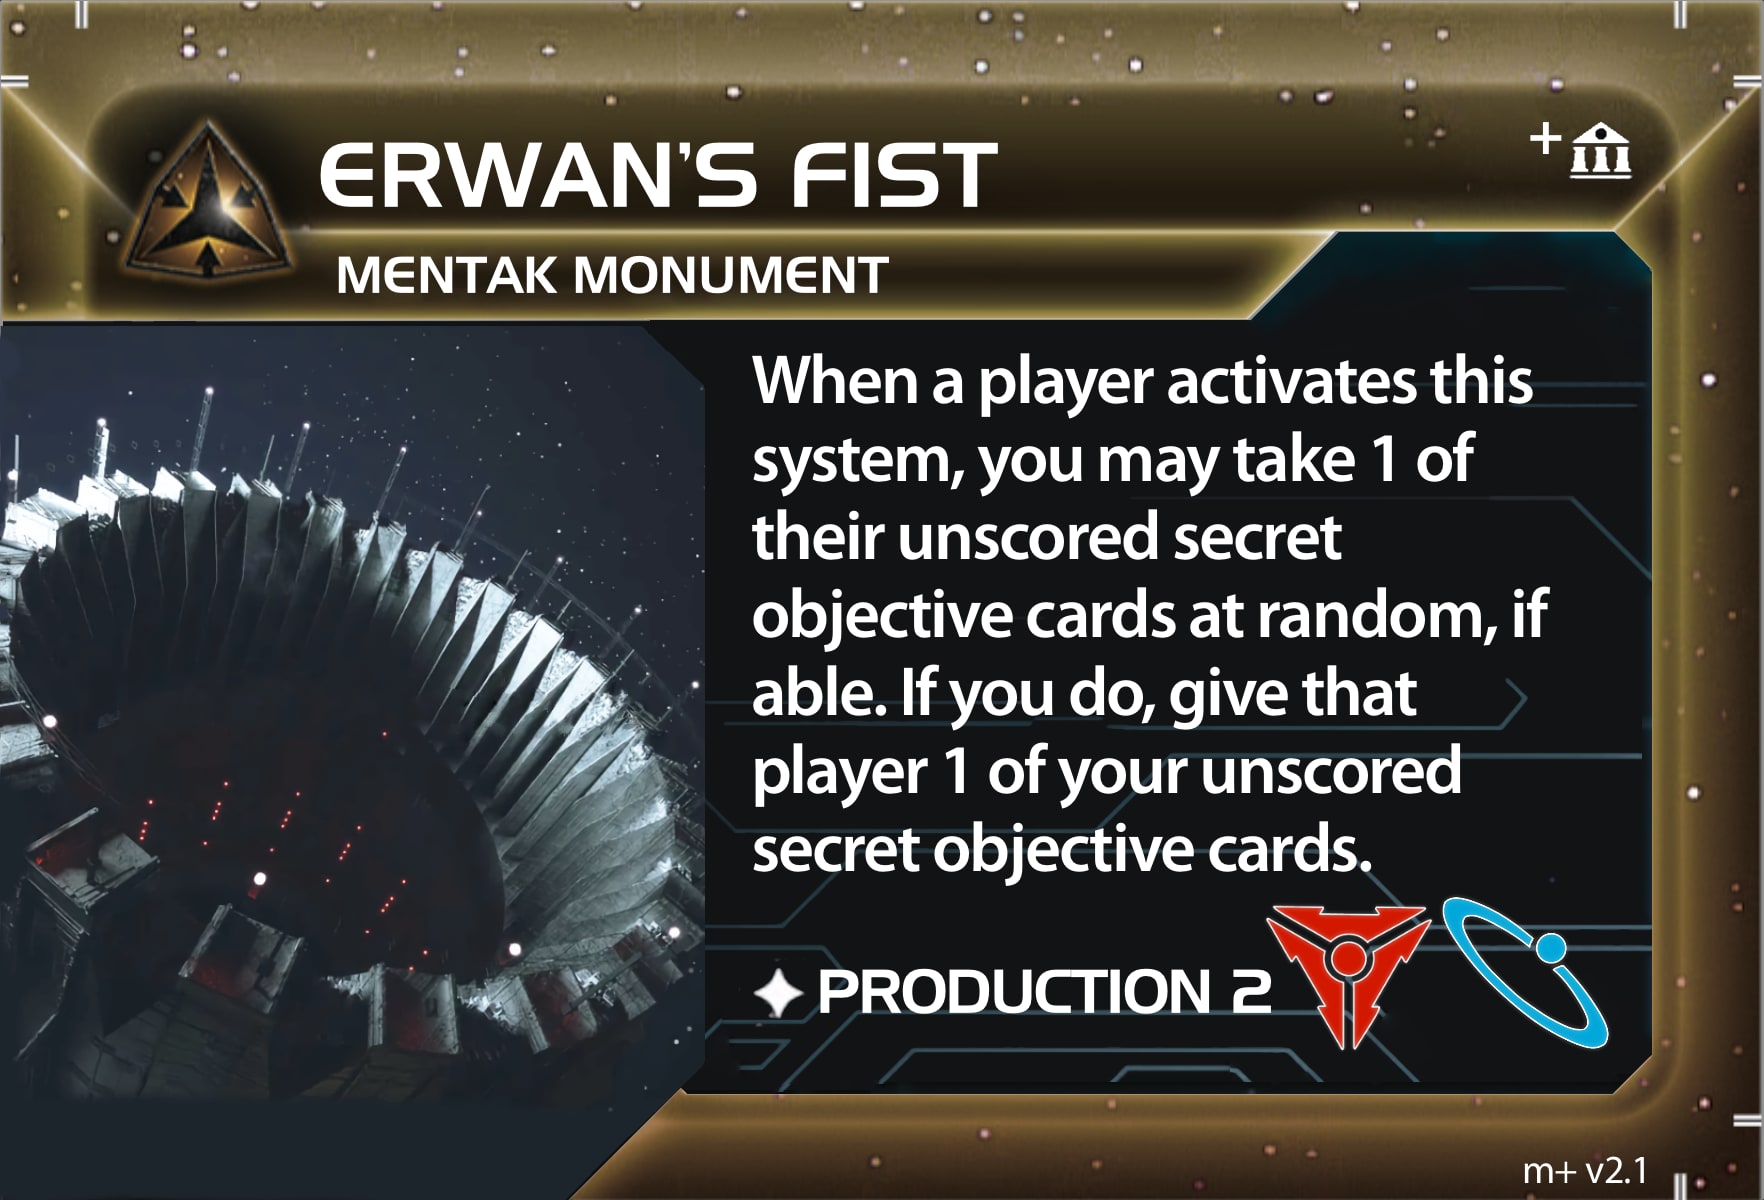 ERWAN'S FIST
+
MENTAK MONUMENT
When a player activates this
system, you may take 1 of
their unscored secret
objective cards at random, if
able. If you do, give that
player 1 of your unscored
secret objective cards.
PRODUCTION 2
m+ v2.1